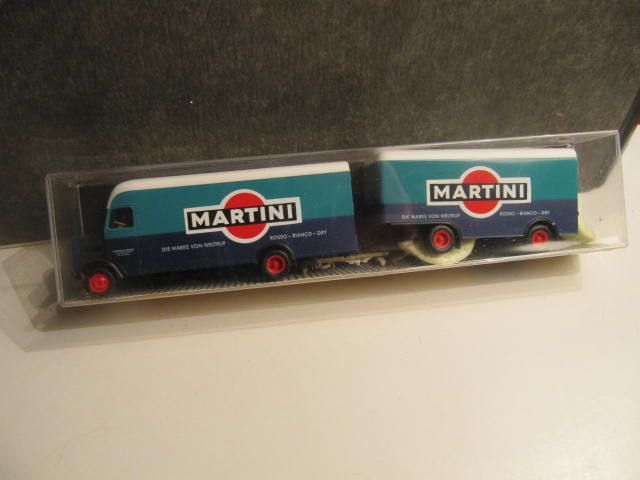 MARTINI
DIE MARKE VON WELTRUF
ROSSO - BIANCO - DRY
MARTINI
DIE MARKE VON WELTRUF
ROSSO - BIANCO - DRY